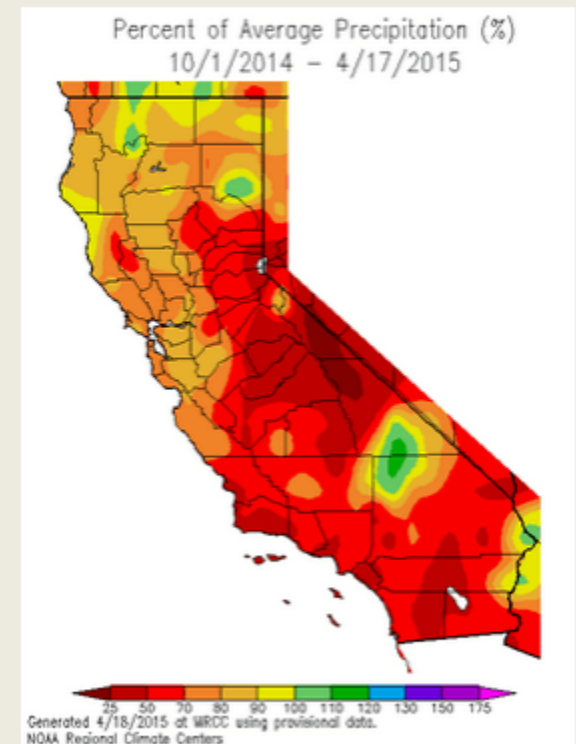 Percent of Average Precipitation (%)
10/1/2014 – 4/17/2015
25 50 70 80 90 100 110 120 130 150 175
Generated 4/18/2015 at WRCC using provisional data.
NOAA Regional Climate Centers